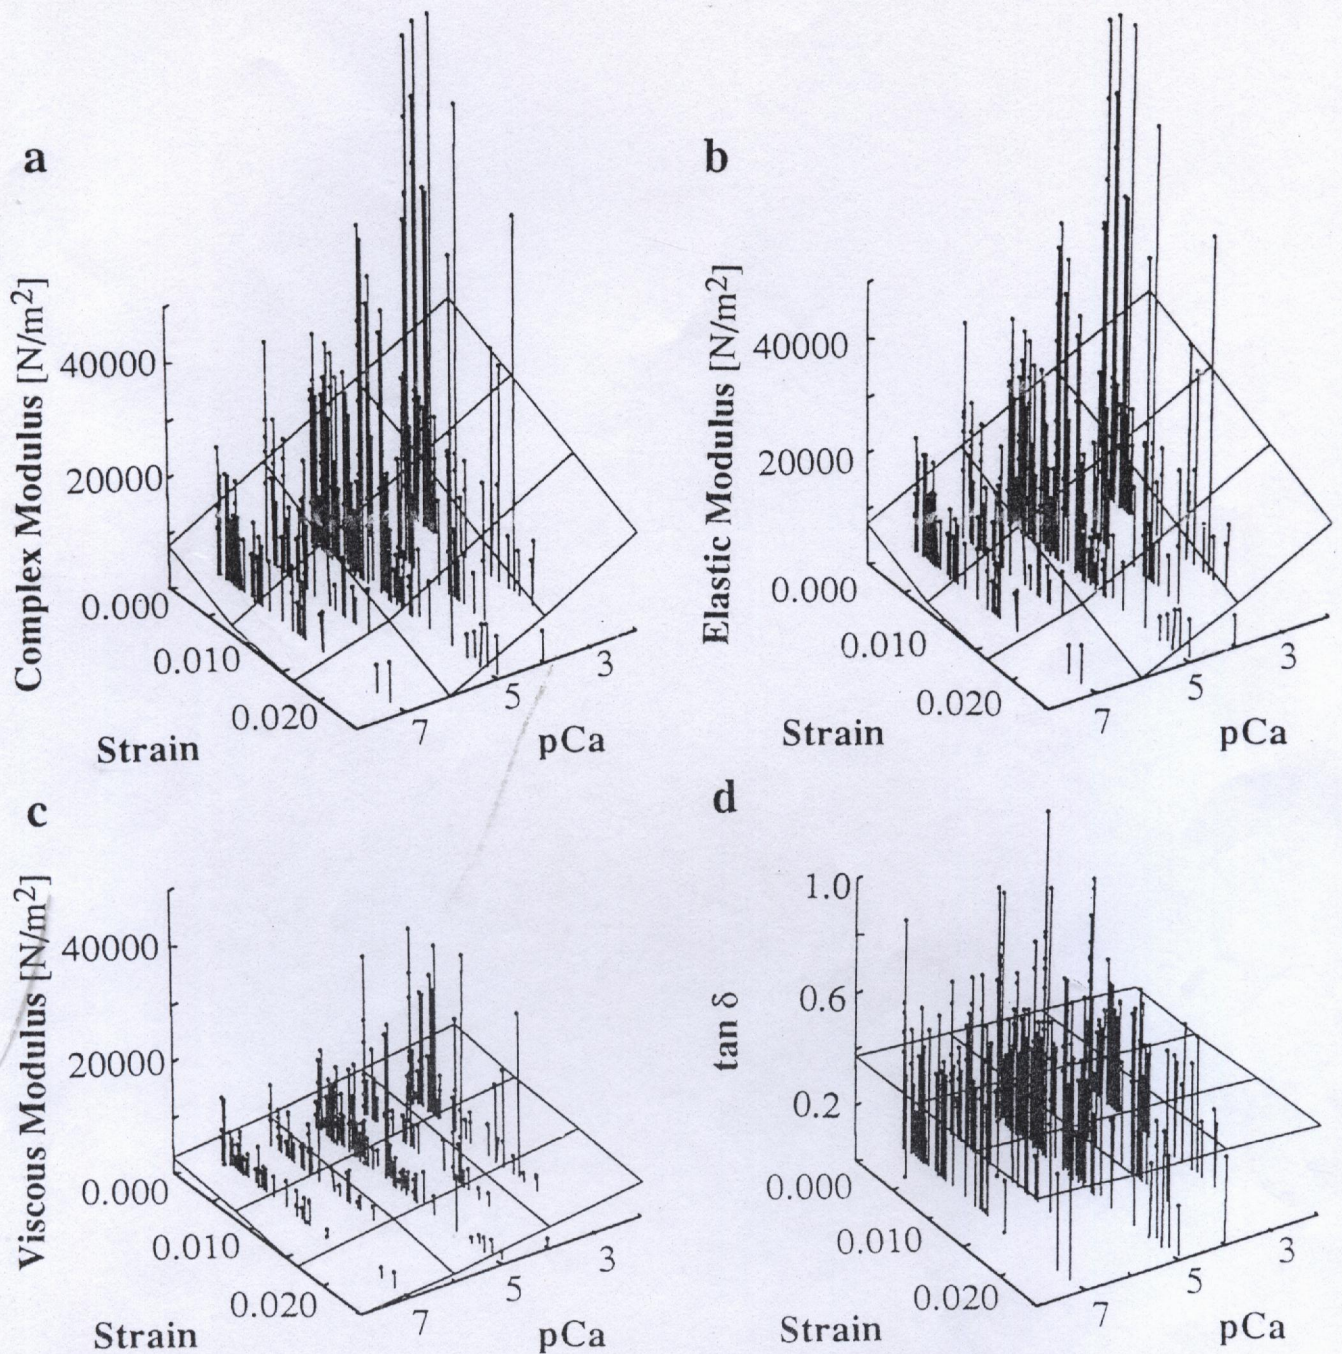 a
Complex Modulus [N/m²]
40000
20000
0.000
0.010
0.020
Strain
7
5
3
pCa
b
Elastic Modulus [N/m²]
40000
20000
0.000
0.010
0.020
Strain
7
5
3
pCa
c
Viscous Modulus [N/m²]
40000
20000
0.000
0.010
0.020
Strain
7
5
3
pCa
d
tan δ
1.0
0.6
0.2
0.000
0.010
0.020
Strain
7
5
3
pCa